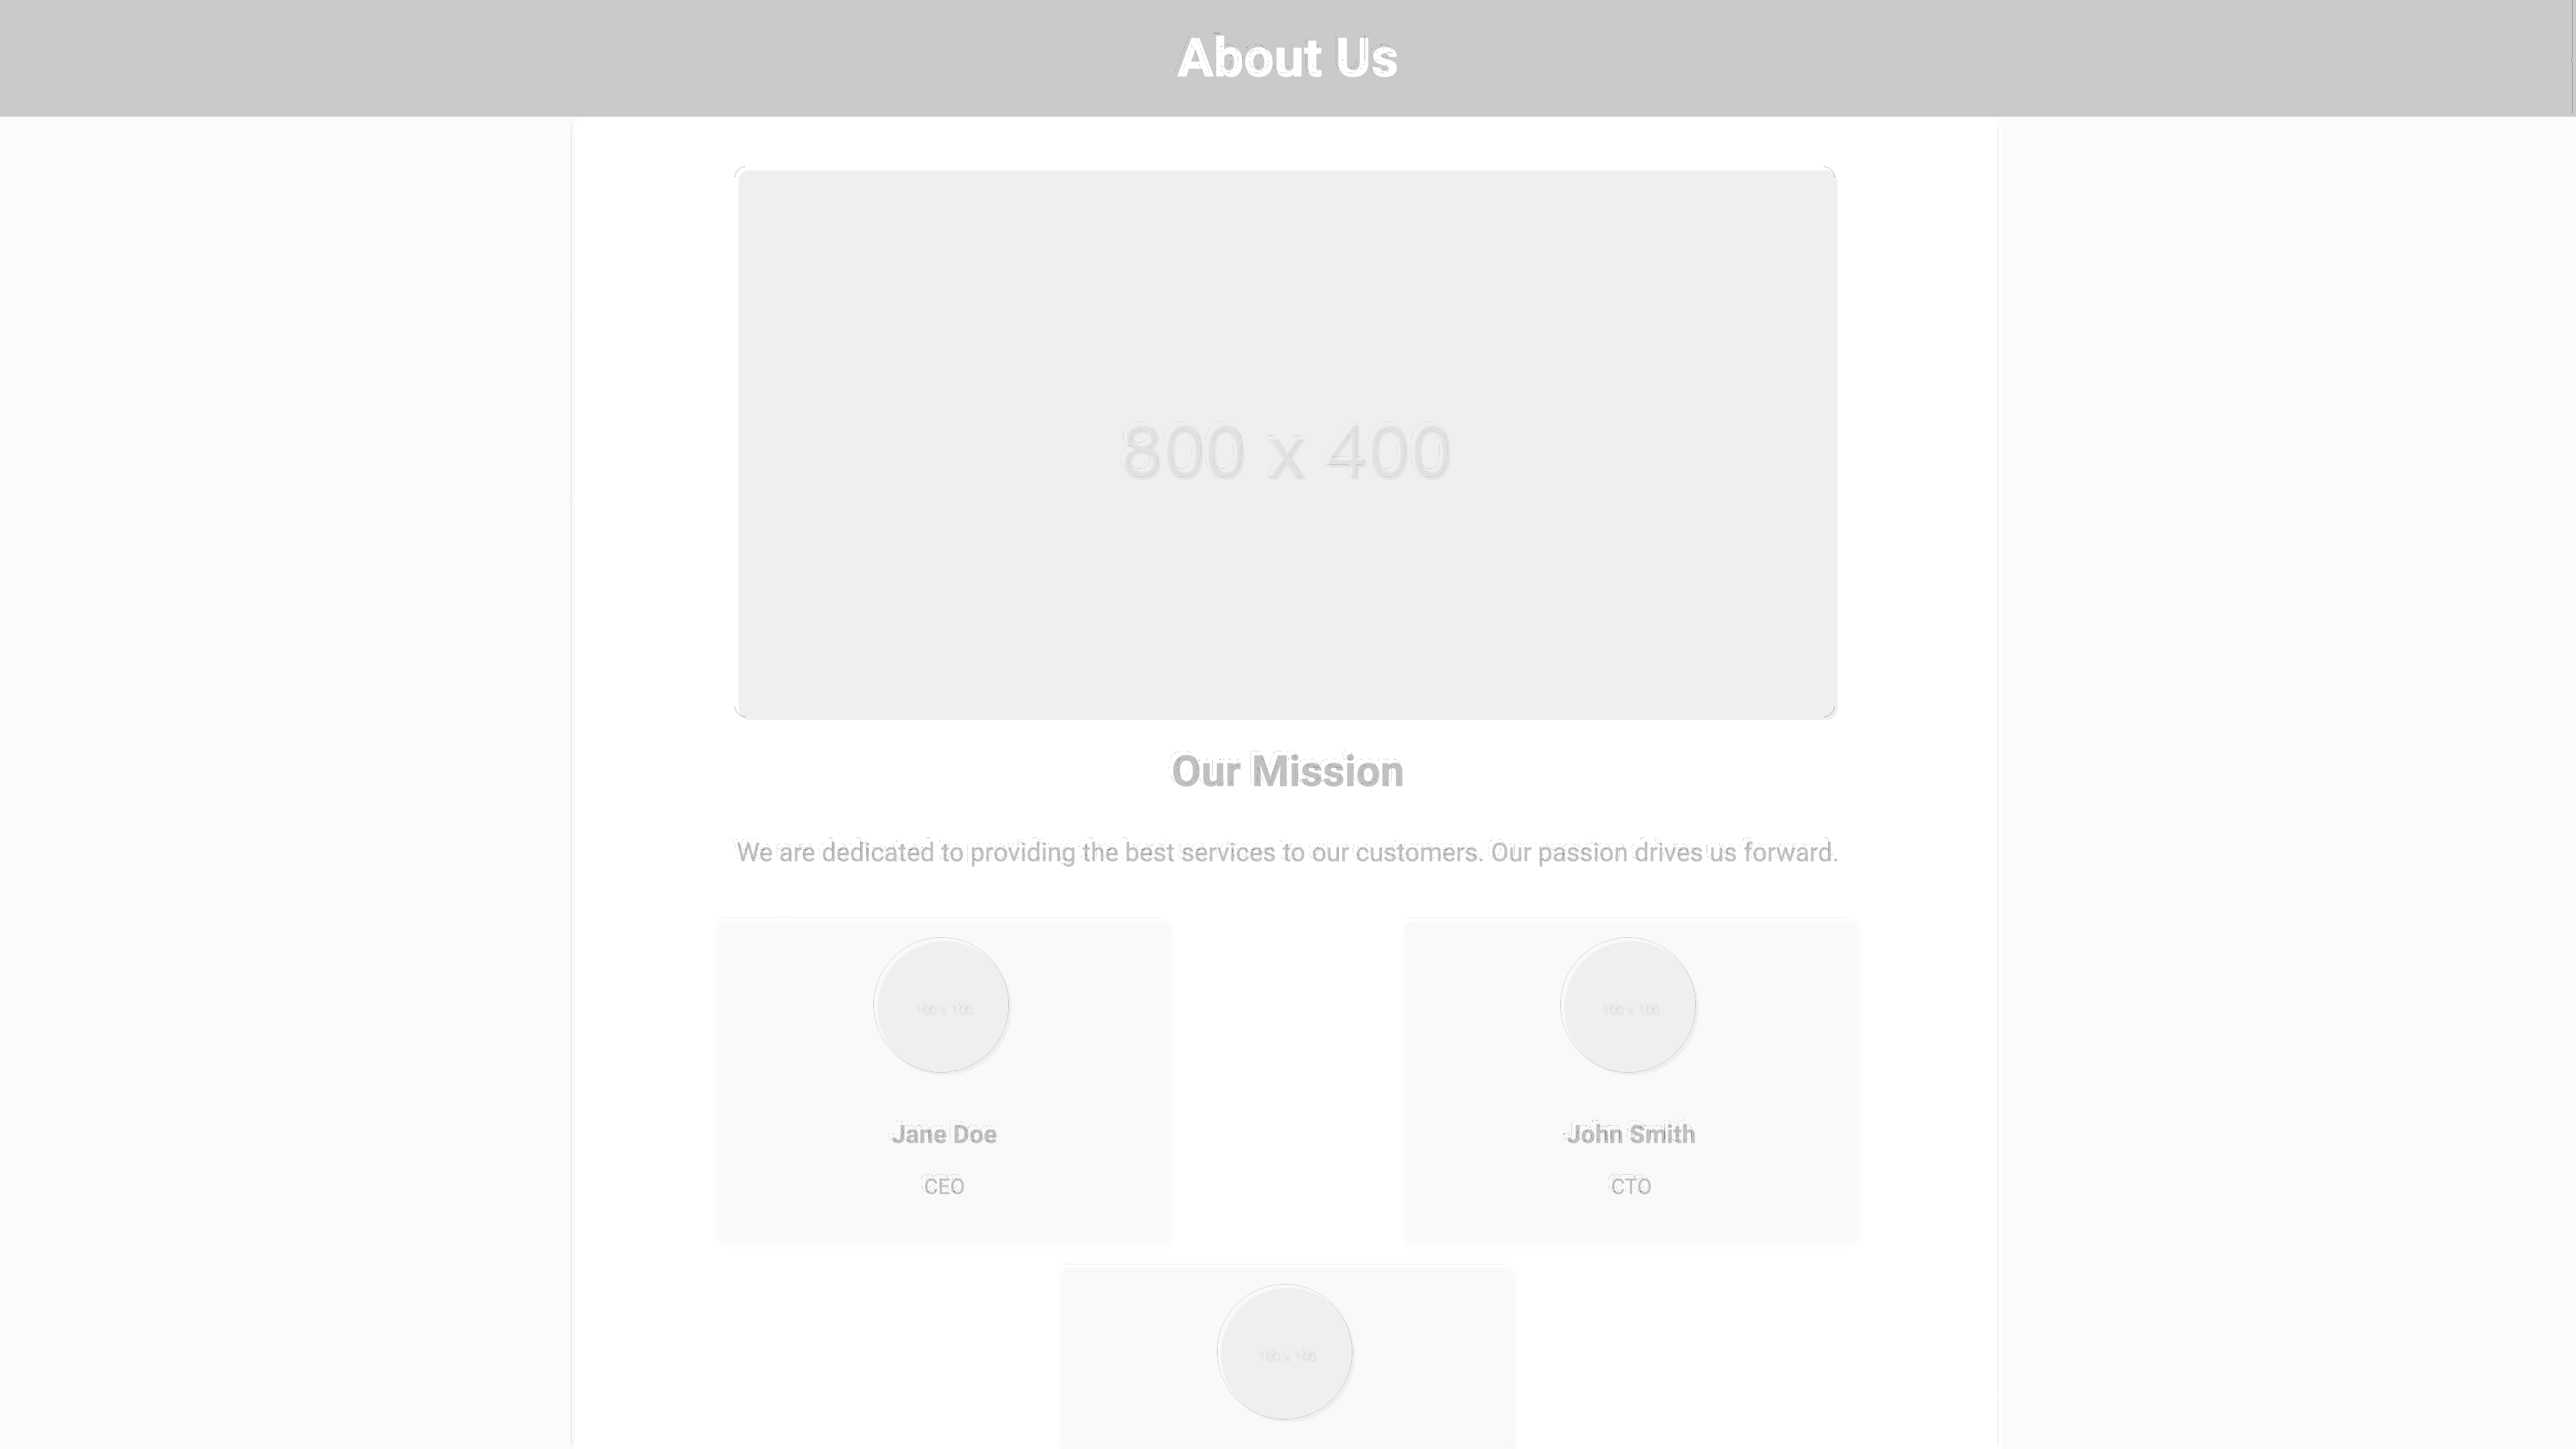 About Us
800 x 400
Our Mission
We are dedicated to providing the best services to our customers. Our passion drives us forward.
100 x 100
100 x 100
Jane Doe
John Smith
CEO
CTO
100 x 100